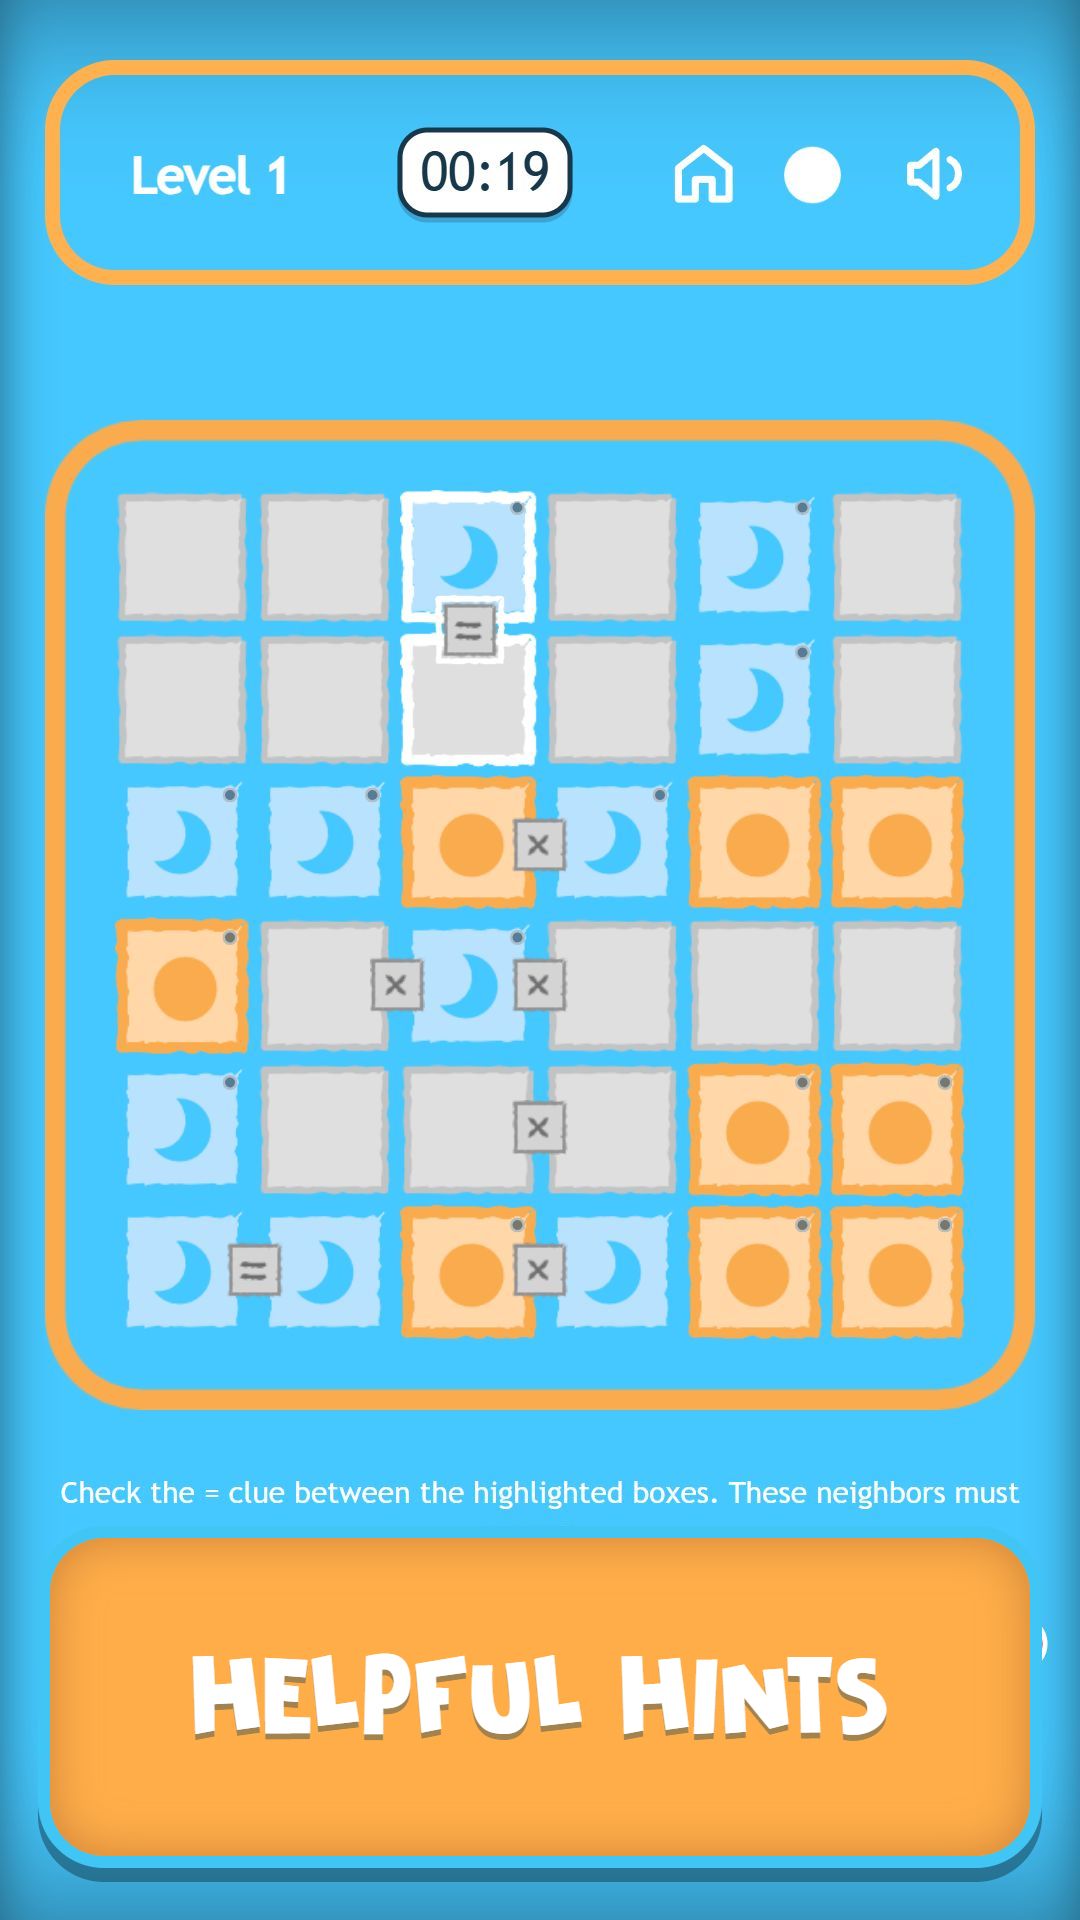 Level 1
00:19
=
×
×
×
×
=
×
Check the = clue between the highlighted boxes. These neighbors must
HELPFUL HINTS